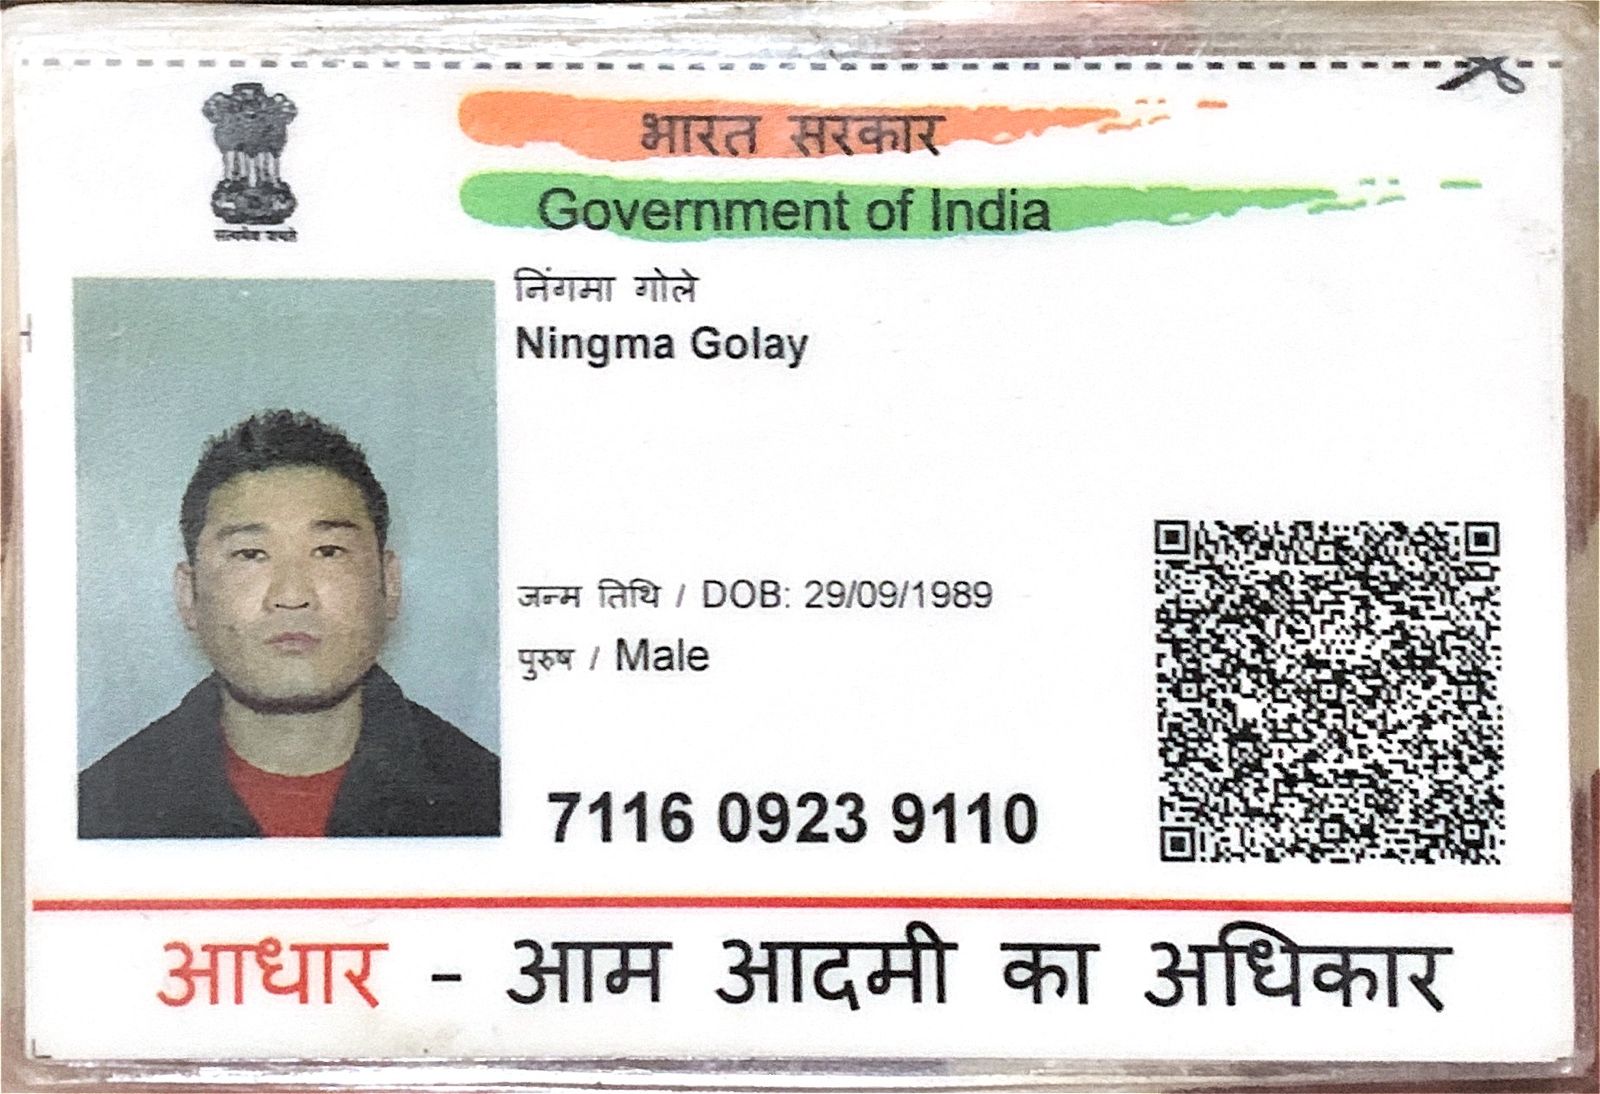 सत्यमेव जयते
भारत सरकार
Government of India
निंगमा गोले
Ningma Golay
जन्म तिथि / DOB: 29/09/1989
पुरुष / Male
7116 0923 9110
आधार - आम आदमी का अधिकार